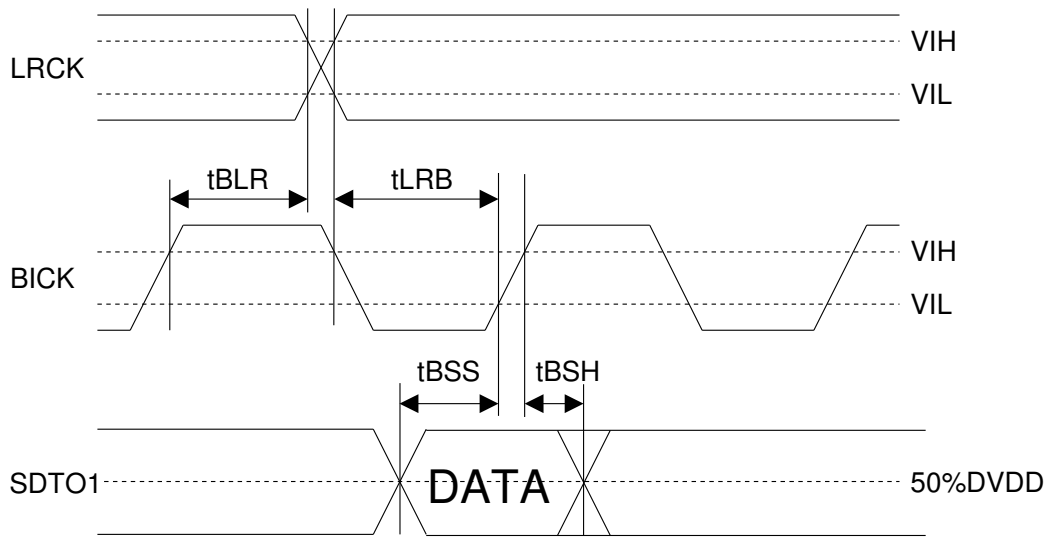 LRCK
VIH
VIL
tBLR
tLRB
BICK
VIH
VIL
tBSS
tBSH
SDTO1
DATA
50%DVDD